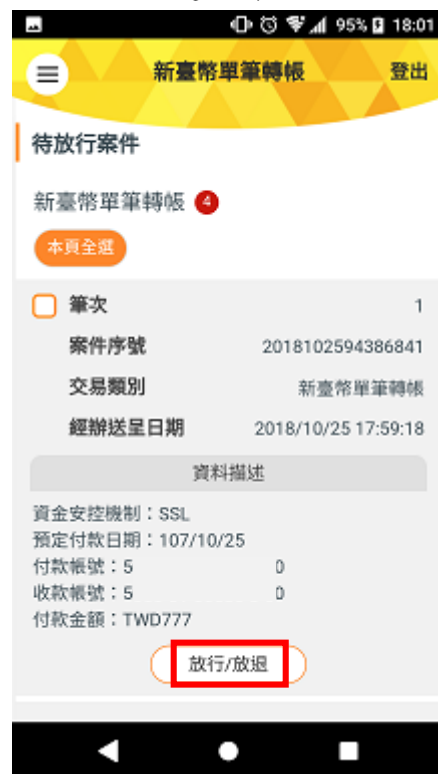 95% 18:01
新臺幣單筆轉帳 登出
待放行案件
新臺幣單筆轉帳 4
本頁全選
筆次 1
案件序號 2018102594386841
交易類別 新臺幣單筆轉帳
經辦送呈日期 2018/10/25 17:59:18
資料描述
資金安控機制：SSL
預定付款日期：107/10/25
付款帳號：5 0
收款帳號：5 0
付款金額：TWD777
放行/放退